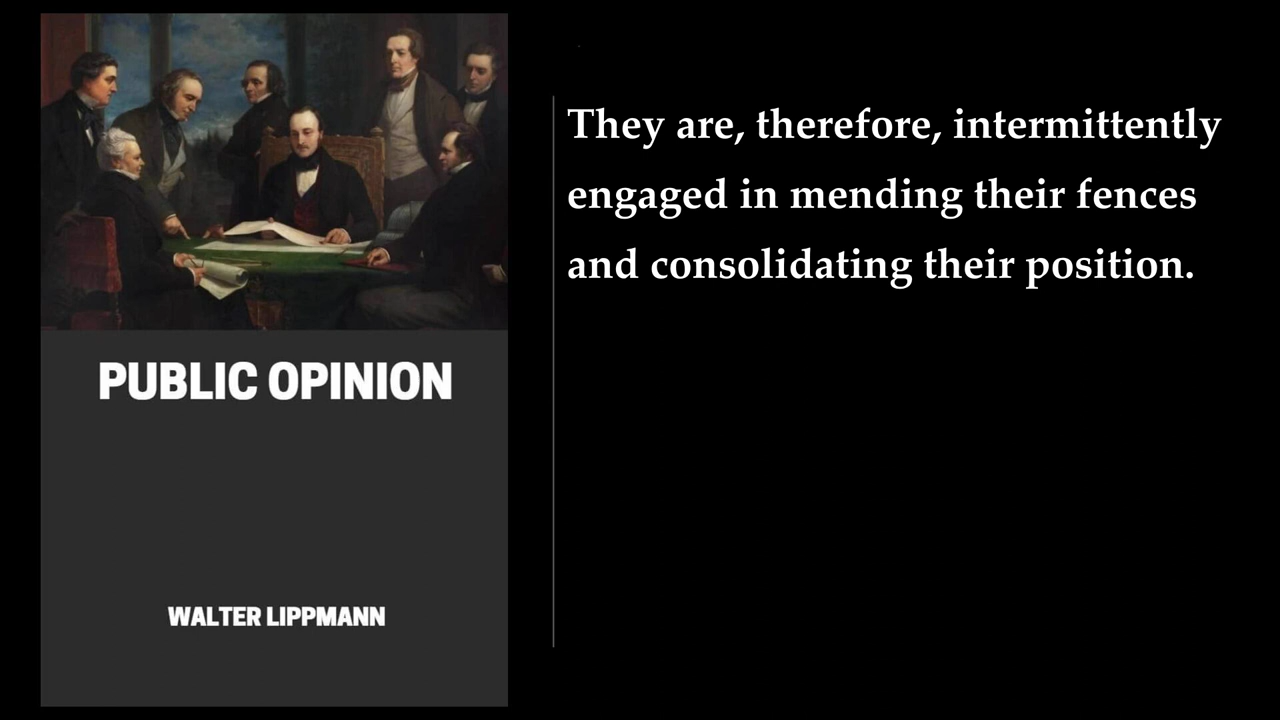 PUBLIC OPINION
WALTER LIPPMANN
They are, therefore, intermittently
engaged in mending their fences
and consolidating their position.